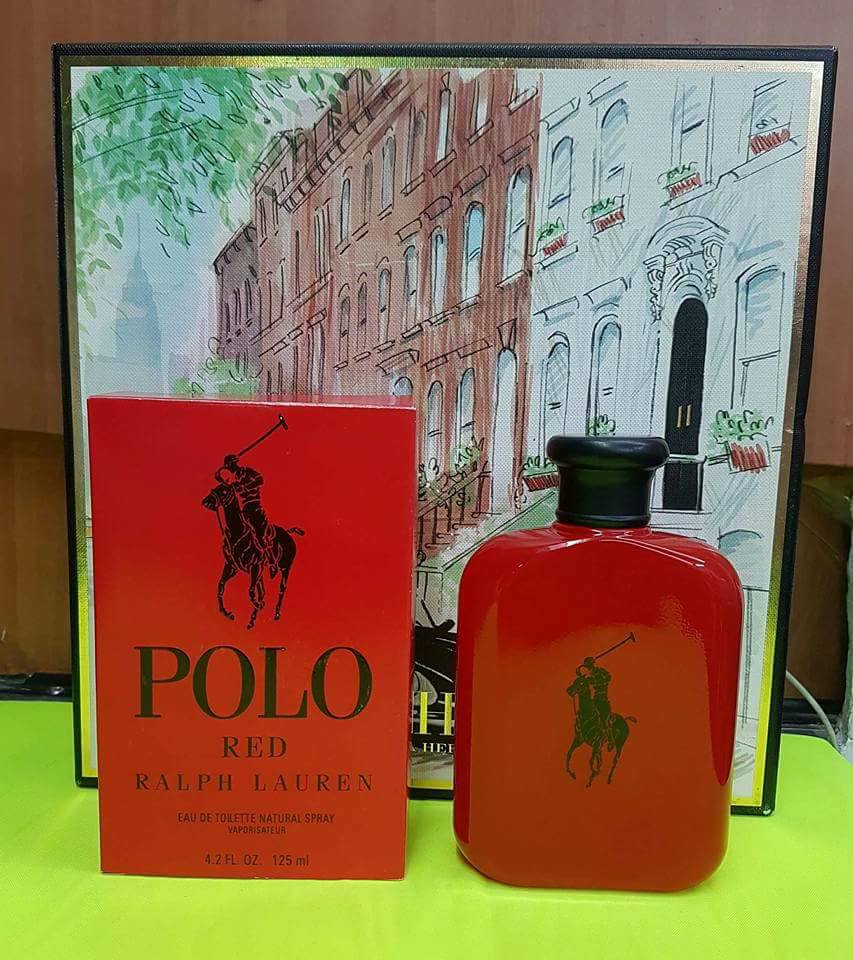 POLO
RED
RALPH LAUREN
EAU DE TOILETTE NATURAL SPRAY
VAPORISATEUR
4.2 FL. OZ. 125 ml